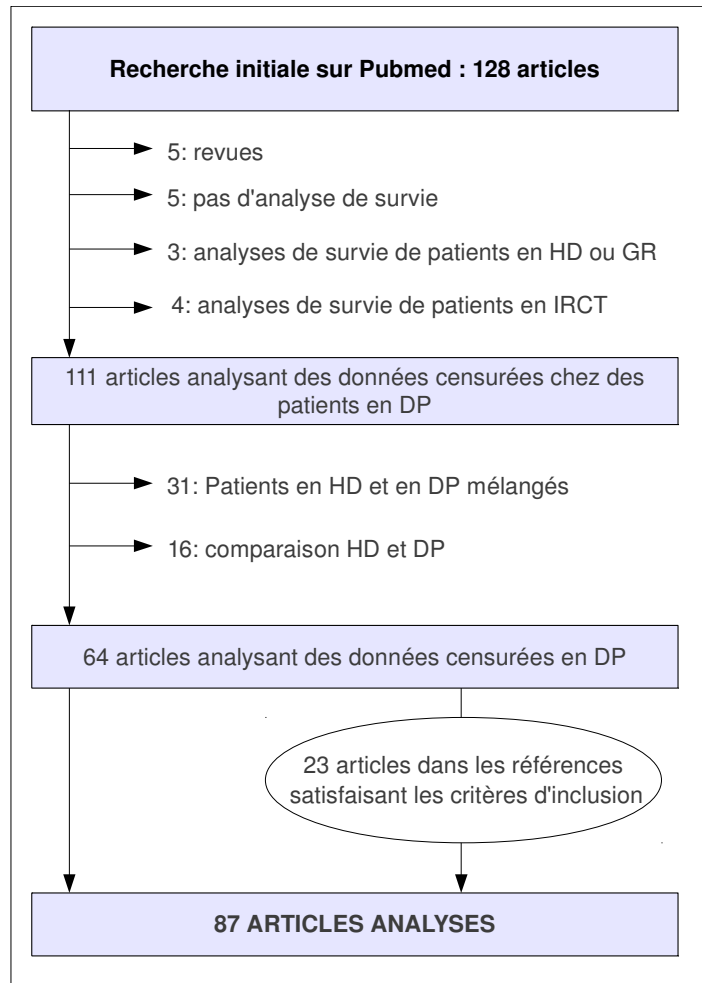 Recherche initiale sur Pubmed : 128 articles
5: revues
5: pas d'analyse de survie
3: analyses de survie de patients en HD ou GR
4: analyses de survie de patients en IRCT
111 articles analysant des données censurées chez des
patients en DP
31: Patients en HD et en DP mélangés
16: comparaison HD et DP
64 articles analysant des données censurées en DP
23 articles dans les références
satisfaisant les critères d'inclusion
87 ARTICLES ANALYSES